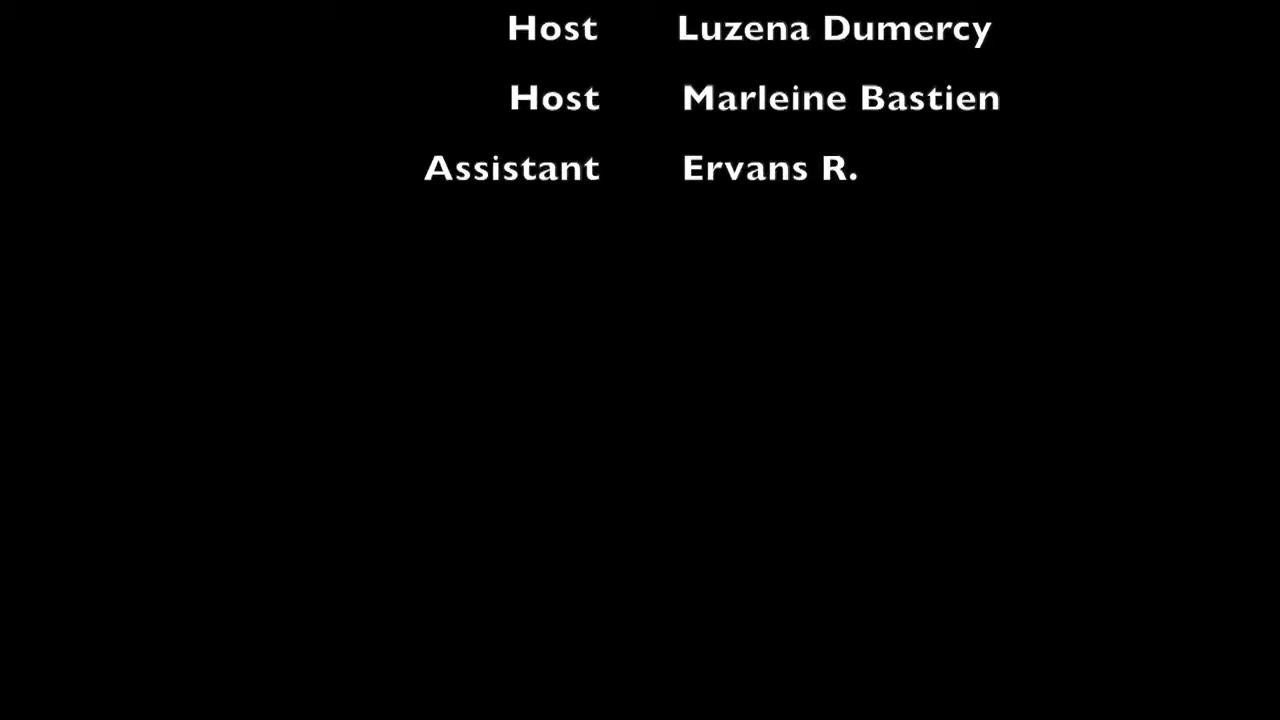 Host Luzena Dumercy
Host Marleine Bastien
Assistant Ervans R.